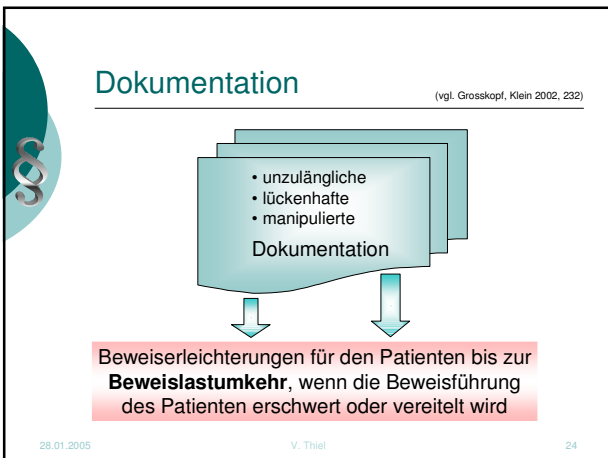 Dokumentation
(vgl. Grosskopf, Klein 2002, 232)
§
• unzulängliche
• lückenhafte
• manipulierte
Dokumentation
Beweiserleichterungen für den Patienten bis zur
Beweislastumkehr, wenn die Beweisführung
des Patienten erschwert oder vereitelt wird
28.01.2005
V. Thiel
24